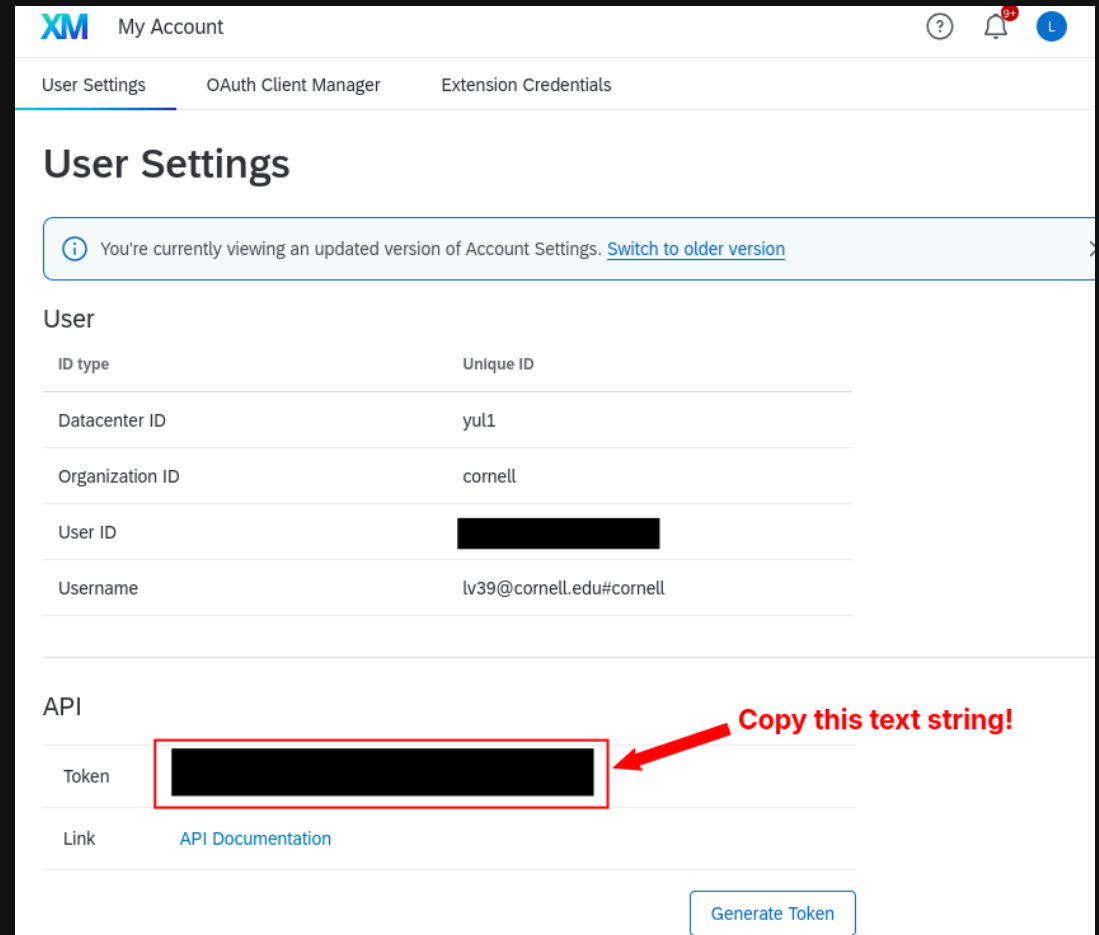 XM My Account
9+
L
User Settings OAuth Client Manager Extension Credentials
User Settings
You're currently viewing an updated version of Account Settings. Switch to older version
User
ID type Unique ID
Datacenter ID yul1
Organization ID cornell
User ID
Username lv39@cornell.edu#cornell
API
Copy this text string!
Token
Link API Documentation
Generate Token